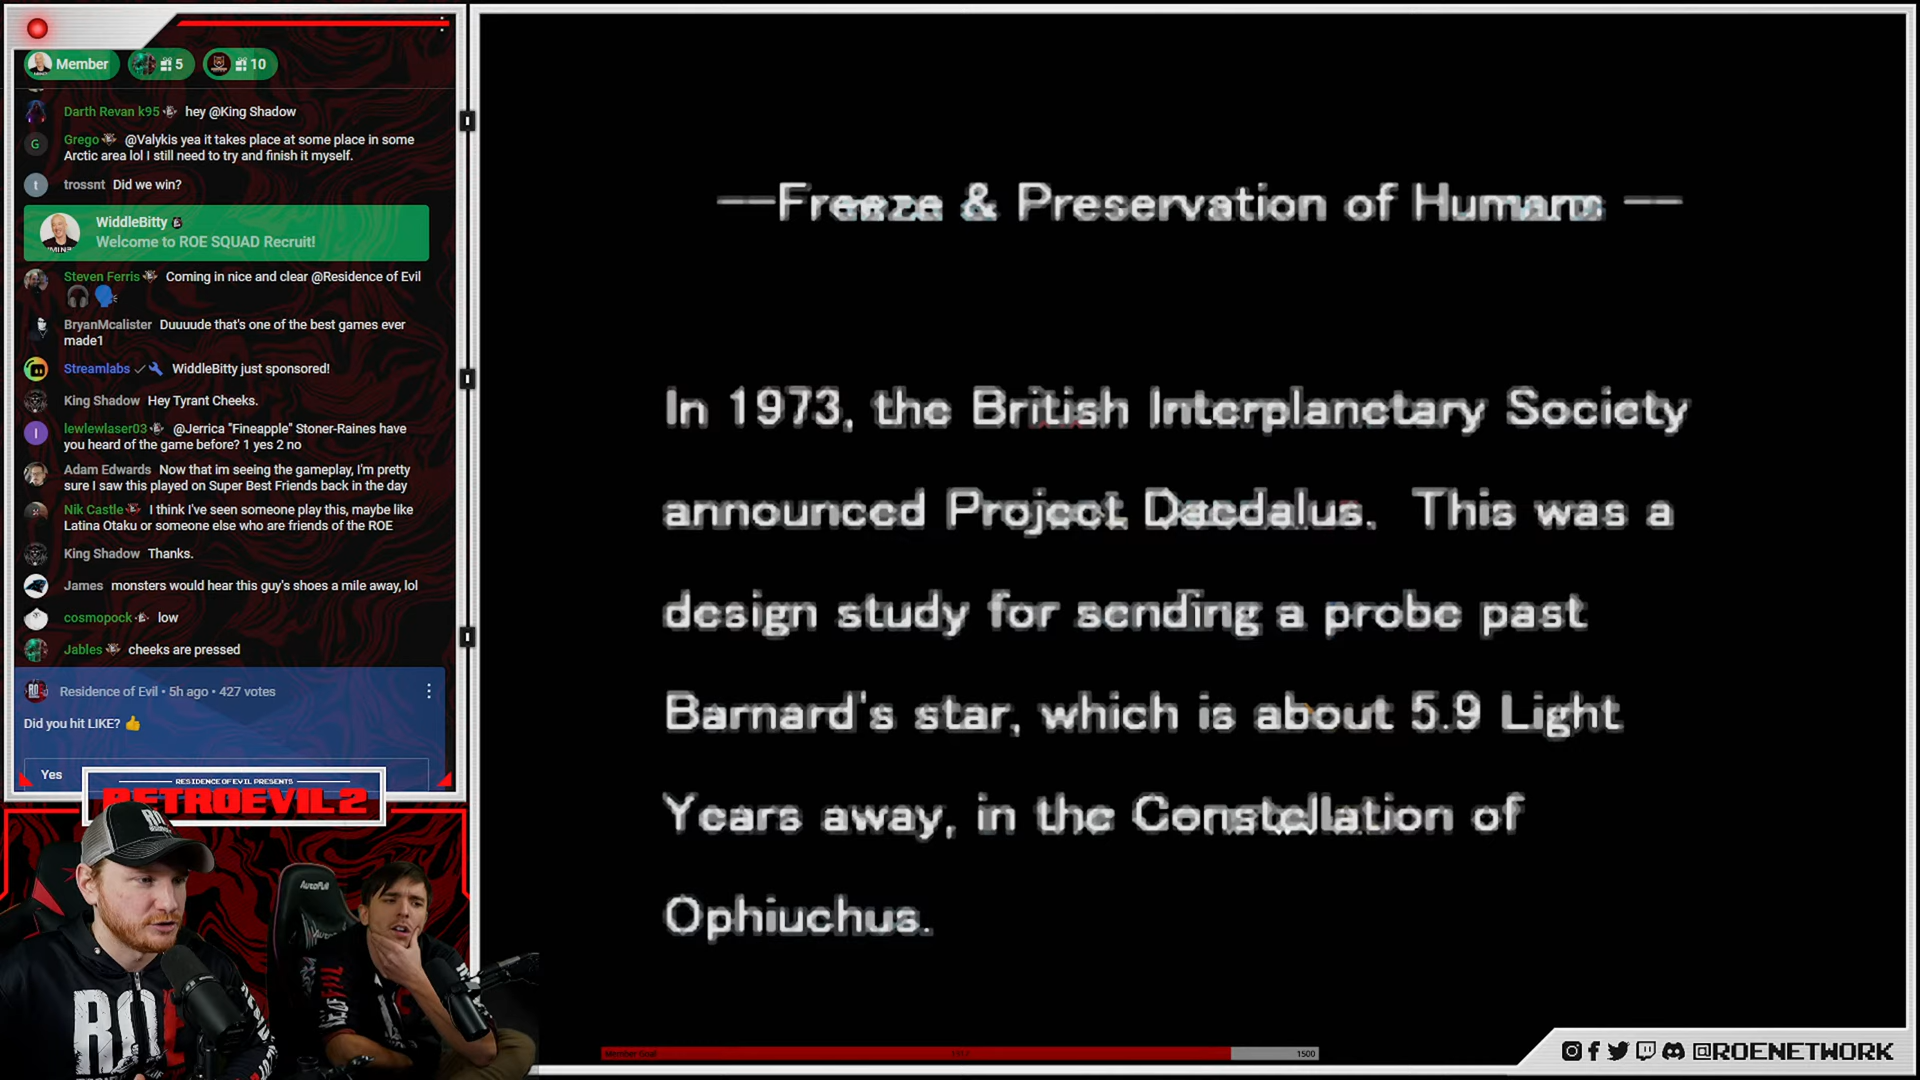 Member
5
10
Darth Revan k95 hey @King Shadow
Grego @Valykis yea it takes place at some place in some
Arctic area lol I still need to try and finish it myself.
trossnt Did we win?
WiddleBitty
Welcome to ROE SQUAD Recruit!
Steven Ferris Coming in nice and clear @Residence of Evil
BryanMcalister Duuuude that's one of the best games ever
made1
Streamlabs WiddleBitty just sponsored!
King Shadow Hey Tyrant Cheeks.
lewlewlaser03 @Jerrica "Fineapple" Stoner-Raines have
you heard of the game before? 1 yes 2 no
Adam Edwards Now that im seeing the gameplay, I'm pretty
sure I saw this played on Super Best Friends back in the day
Nik Castle I think I've seen someone play this, maybe like
Latina Otaku or someone else who are friends of the ROE
King Shadow Thanks.
James monsters would hear this guy's shoes a mile away, lol
cosmopock low
Jables cheeks are pressed
Residence of Evil • 5h ago • 427 votes
Did you hit LIKE? 👍
Yes
RESIDENCE OF EVIL PRESENTS
RETROEVIL 2
—Freeze & Preservation of Humans —
In 1973, the British Interplanetary Society
announced Project Daedalus. This was a
design study for sending a probe past
Barnard's star, which is about 5.9 Light
Years away, in the Constellation of
Ophiuchus.
Member Goal
1500
@ROENETWORK